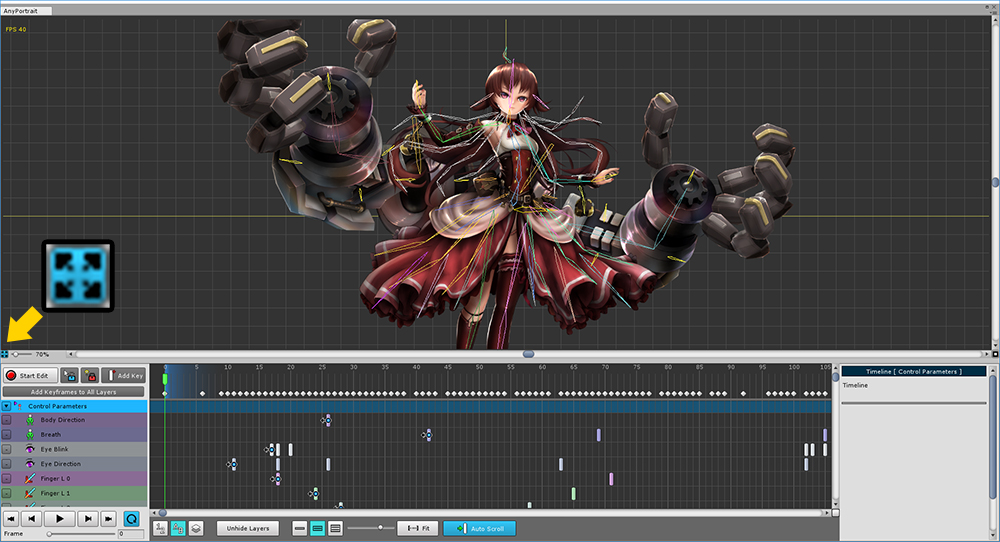 AnyPortrait
FPS 40
70%
Start Edit
Add Key
Add Keyframes to All Layers
0 5 10 15 20 25 30 35 40 45 50 55 60 65 70 75 80 85 90 95 100 105
Timeline [ Control Parameters ]
Timeline
Control Parameters
Body Direction
Breath
Eye Blink
Eye Direction
Finger L 0
Finger L 1
Unhide Layers
Fit
Auto Scroll
Frame
0